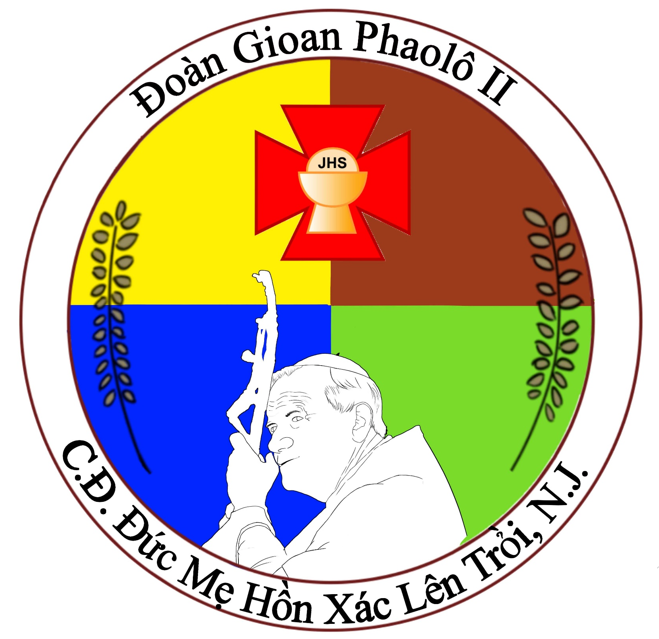 Đoàn Gioan Phaolô II
JHS
C.Đ. Đức Mẹ Hồn Xác Lên Trời, N.J.